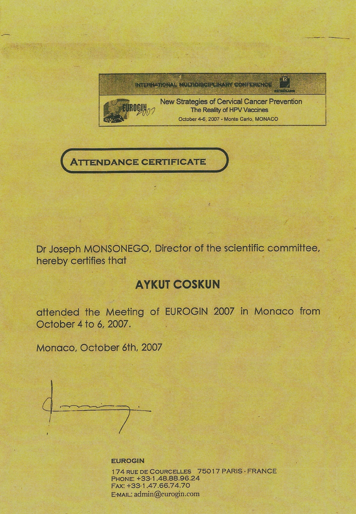 INTERNATIONAL MULTIDISCIPLINARY CONFERENCE
EUROGIN 2007
New Strategies of Cervical Cancer Prevention
The Reality of HPV Vaccines
October 4-6, 2007 - Monte Carlo, MONACO
ATTENDANCE CERTIFICATE
Dr Joseph MONSONEGO, Director of the scientific committee,
hereby certifies that
AYKUT COSKUN
attended the Meeting of EUROGIN 2007 in Monaco from
October 4 to 6, 2007.
Monaco, October 6th, 2007
EUROGIN
174 RUE DE COURCELLES 75017 PARIS - FRANCE
PHONE: +33-1.48.88.96.24
FAX: +33-1.47.66.74.70
E-MAIL: admin@eurogin.com